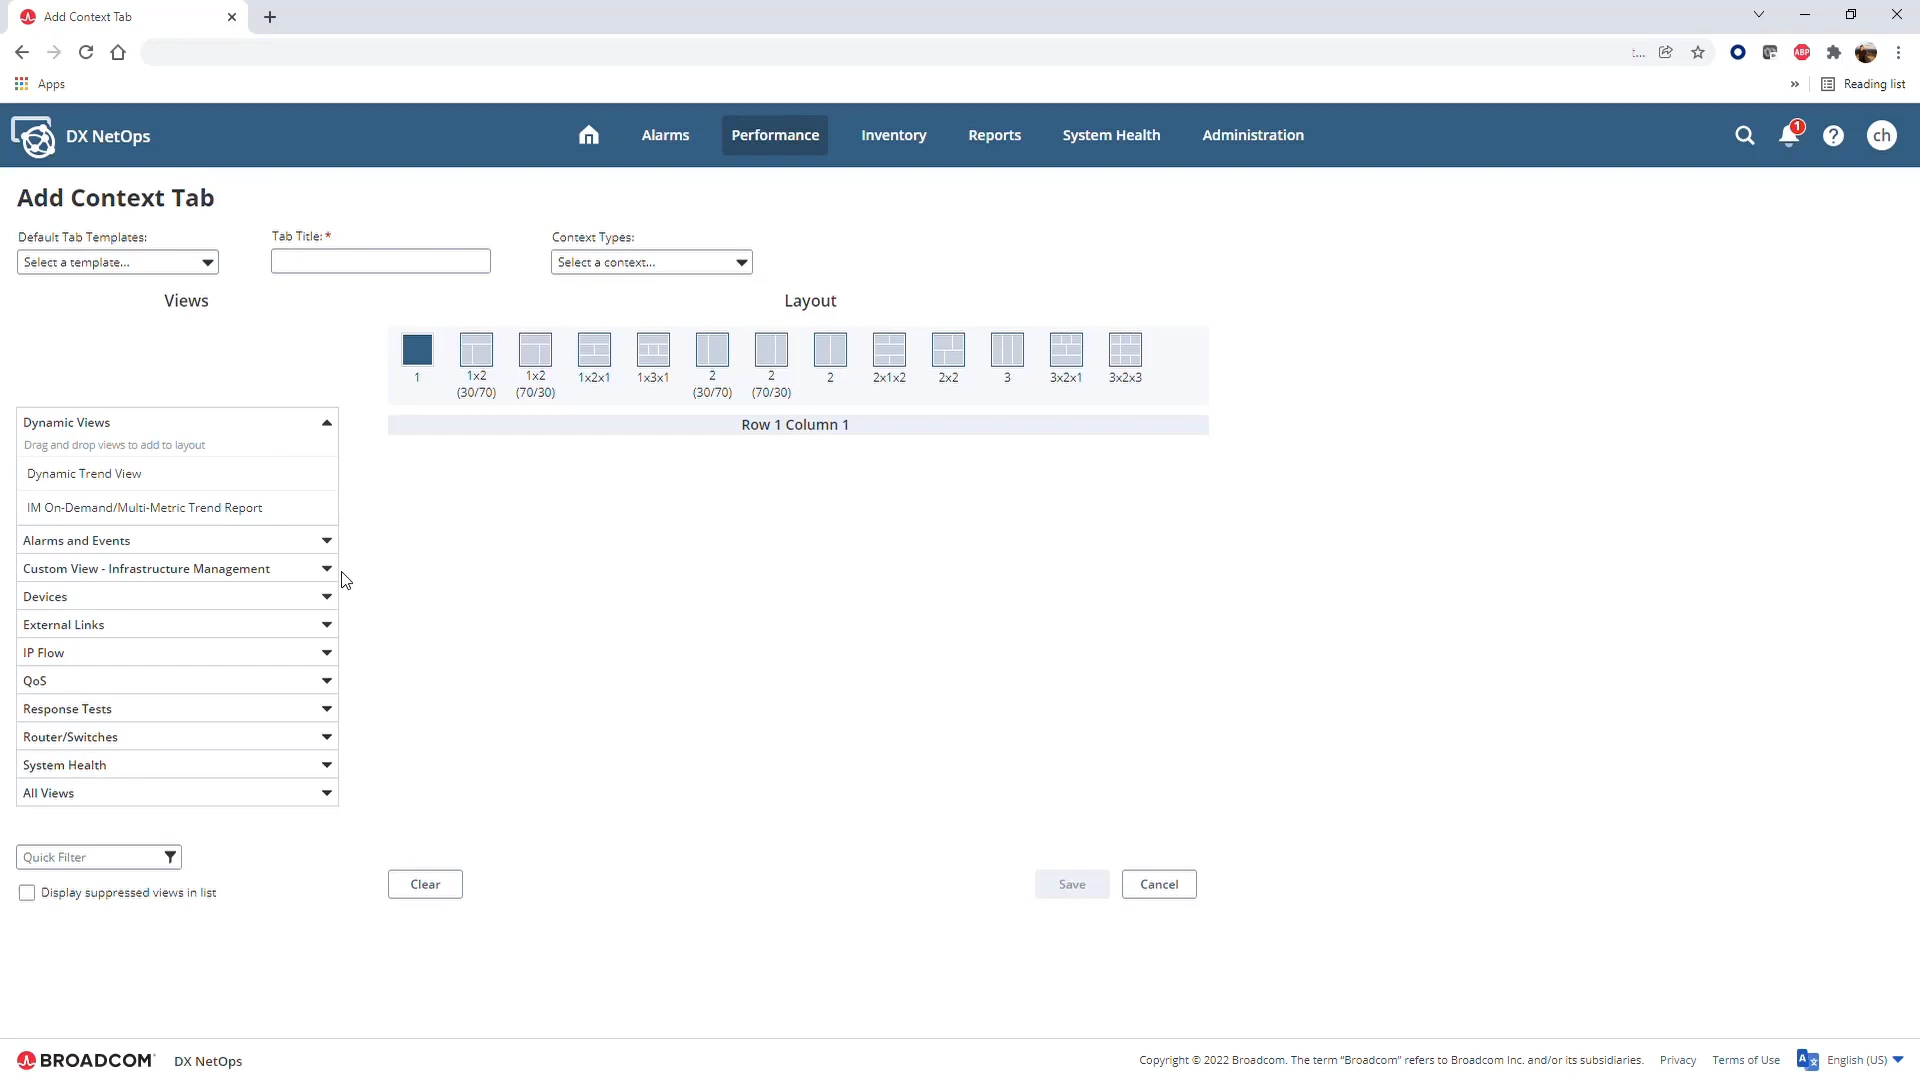 Add Context Tab
:...
ABP
Apps
»
Reading list
DX NetOps
Alarms
Performance
Inventory
Reports
System Health
Administration
1
?
ch
Add Context Tab
Default Tab Templates:
Tab Title:*
Context Types:
Select a template...
Select a context...
Views
Layout
1
1x2
(30/70)
1x2
(70/30)
1x2x1
1x3x1
2
(30/70)
2
(70/30)
2
2x1x2
2x2
3
3x2x1
3x2x3
Row 1 Column 1
Dynamic Views
Drag and drop views to add to layout
Dynamic Trend View
IM On-Demand/Multi-Metric Trend Report
Alarms and Events
Custom View - Infrastructure Management
Devices
External Links
IP Flow
QoS
Response Tests
Router/Switches
System Health
All Views
Quick Filter
Display suppressed views in list
Clear
Save
Cancel
BROADCOM
DX NetOps
Copyright © 2022 Broadcom. The term "Broadcom" refers to Broadcom Inc. and/or its subsidiaries.
Privacy
Terms of Use
English (US)